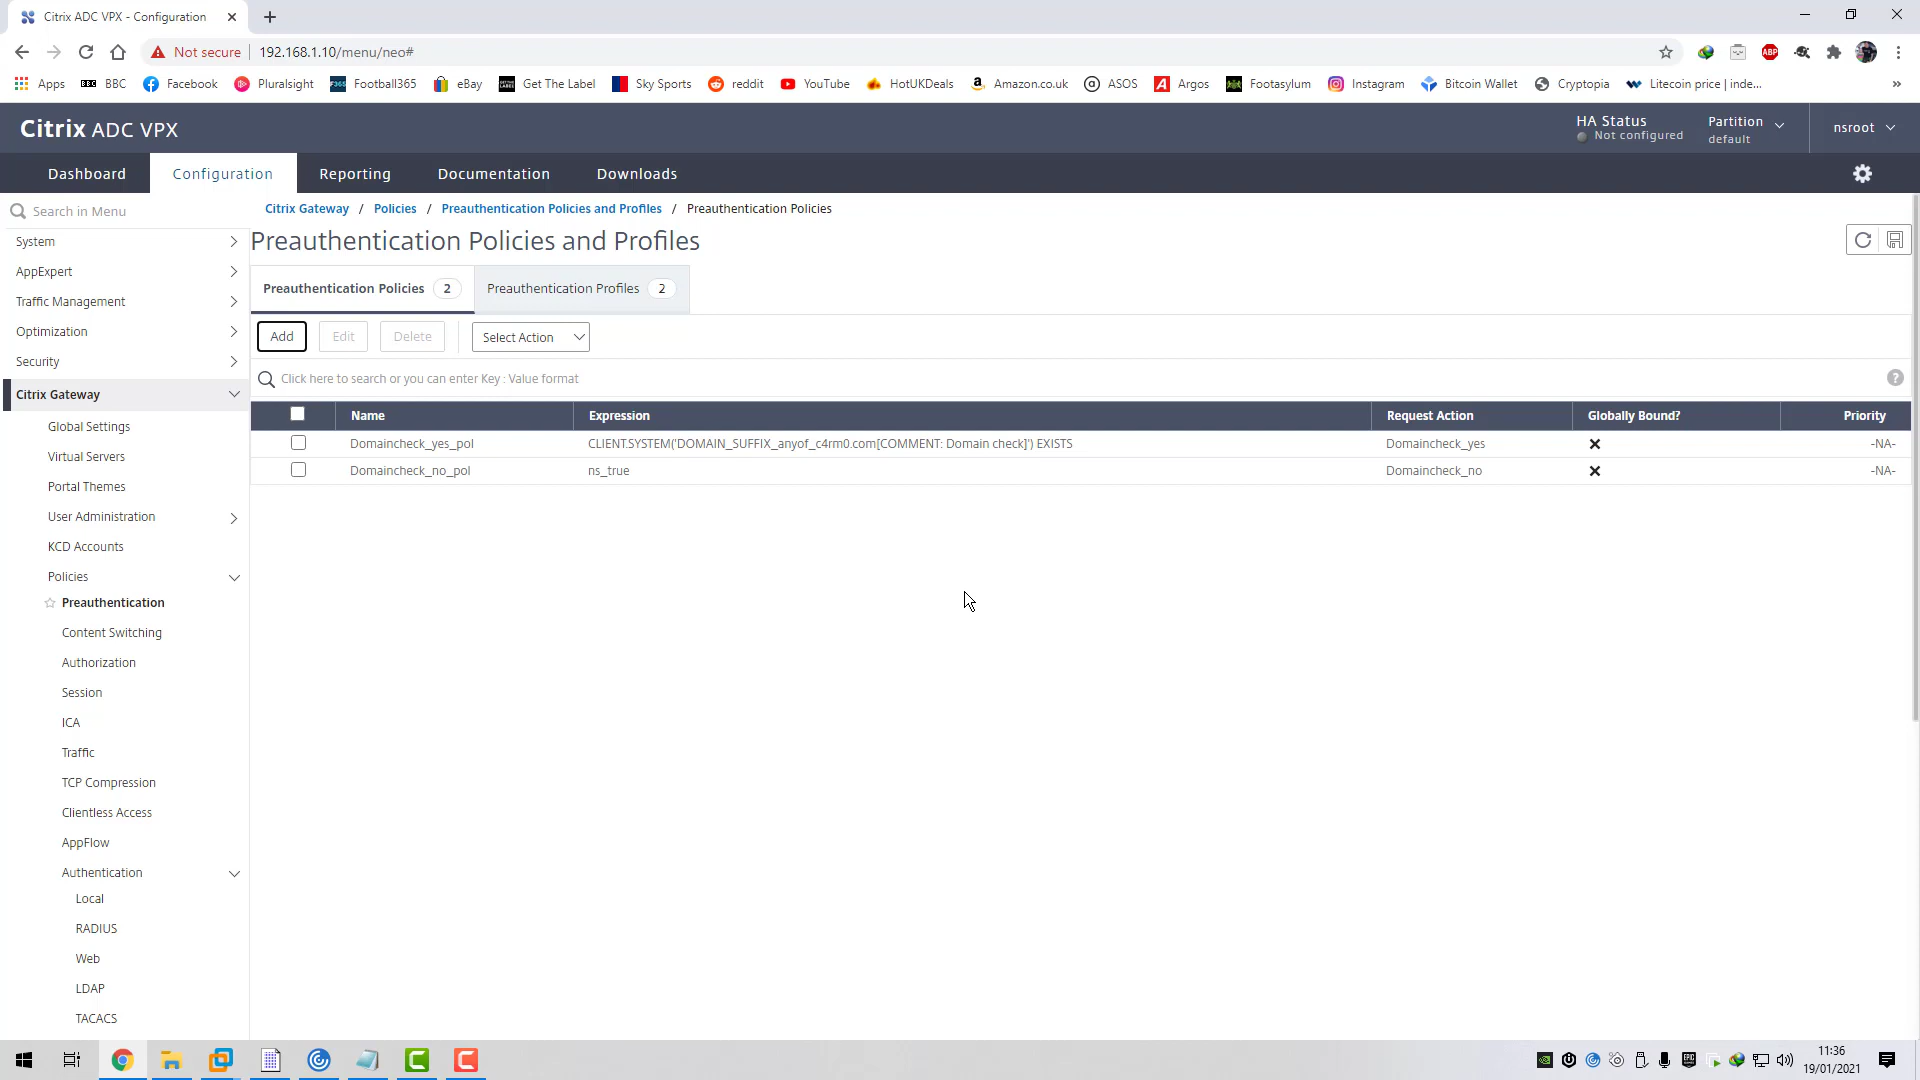 Citrix ADC VPX - Configuration
Not secure
192.168.1.10/menu/neo#
ABP
Apps
BBC
BBC
Facebook
Pluralsight
Football365
eBay
Get The Label
Sky Sports
reddit
YouTube
HotUKDeals
Amazon.co.uk
ASOS
Argos
Footasylum
Instagram
Bitcoin Wallet
Cryptopia
Litecoin price | inde...
Citrix ADC VPX
HA Status
Not configured
Partition
default
nsroot
Dashboard
Configuration
Reporting
Documentation
Downloads
Search in Menu
System
AppExpert
Traffic Management
Optimization
Security
Citrix Gateway
Global Settings
Virtual Servers
Portal Themes
User Administration
KCD Accounts
Policies
Preauthentication
Content Switching
Authorization
Session
ICA
Traffic
TCP Compression
Clientless Access
AppFlow
Authentication
Local
RADIUS
Web
LDAP
TACACS
Citrix Gateway / Policies / Preauthentication Policies and Profiles / Preauthentication Policies
Preauthentication Policies and Profiles
Preauthentication Policies 2
Preauthentication Profiles 2
Add
Edit
Delete
Select Action
Click here to search or you can enter Key : Value format
?
Name Expression Request Action Globally Bound? Priority
Domaincheck_yes_pol CLIENT.SYSTEM('DOMAIN_SUFFIX_anyof_c4rm0.com[COMMENT: Domain check]') EXISTS Domaincheck_yes -NA-
Domaincheck_no_pol ns_true Domaincheck_no -NA-
11:36
19/01/2021